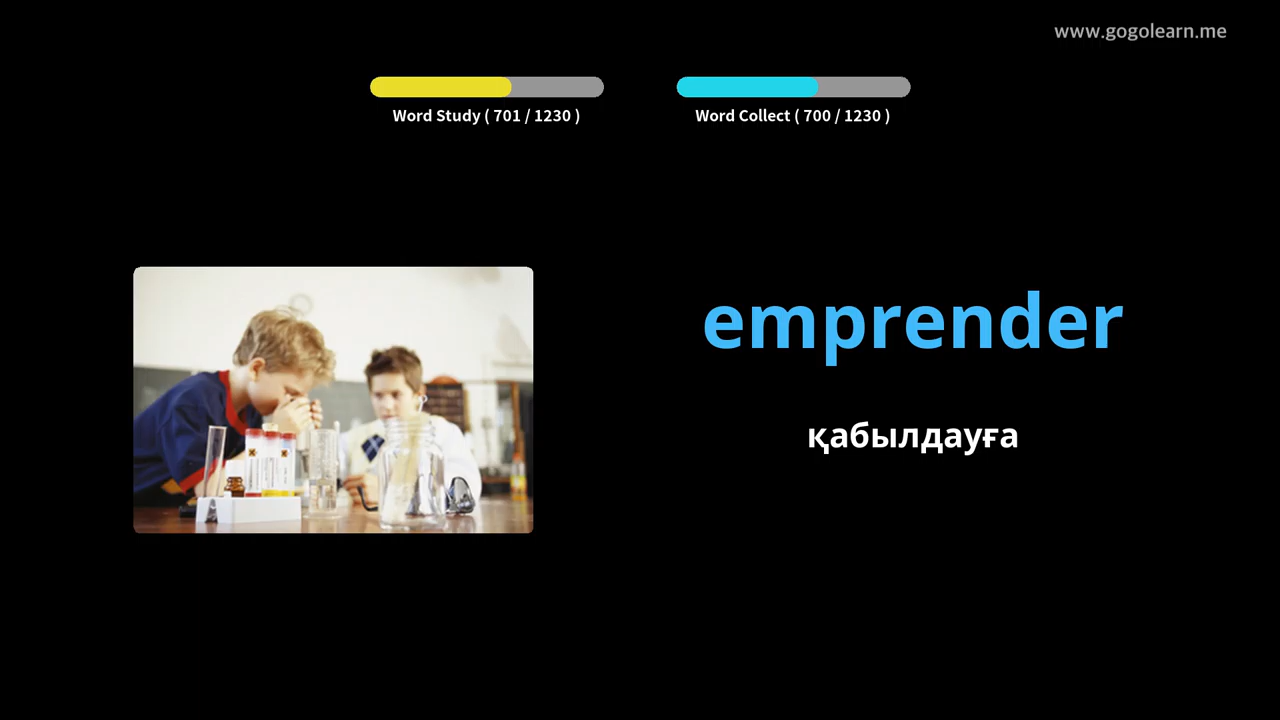 www.gogolearn.me
Word Study ( 701 / 1230 )
Word Collect ( 700 / 1230 )
emprender
қабылдауға